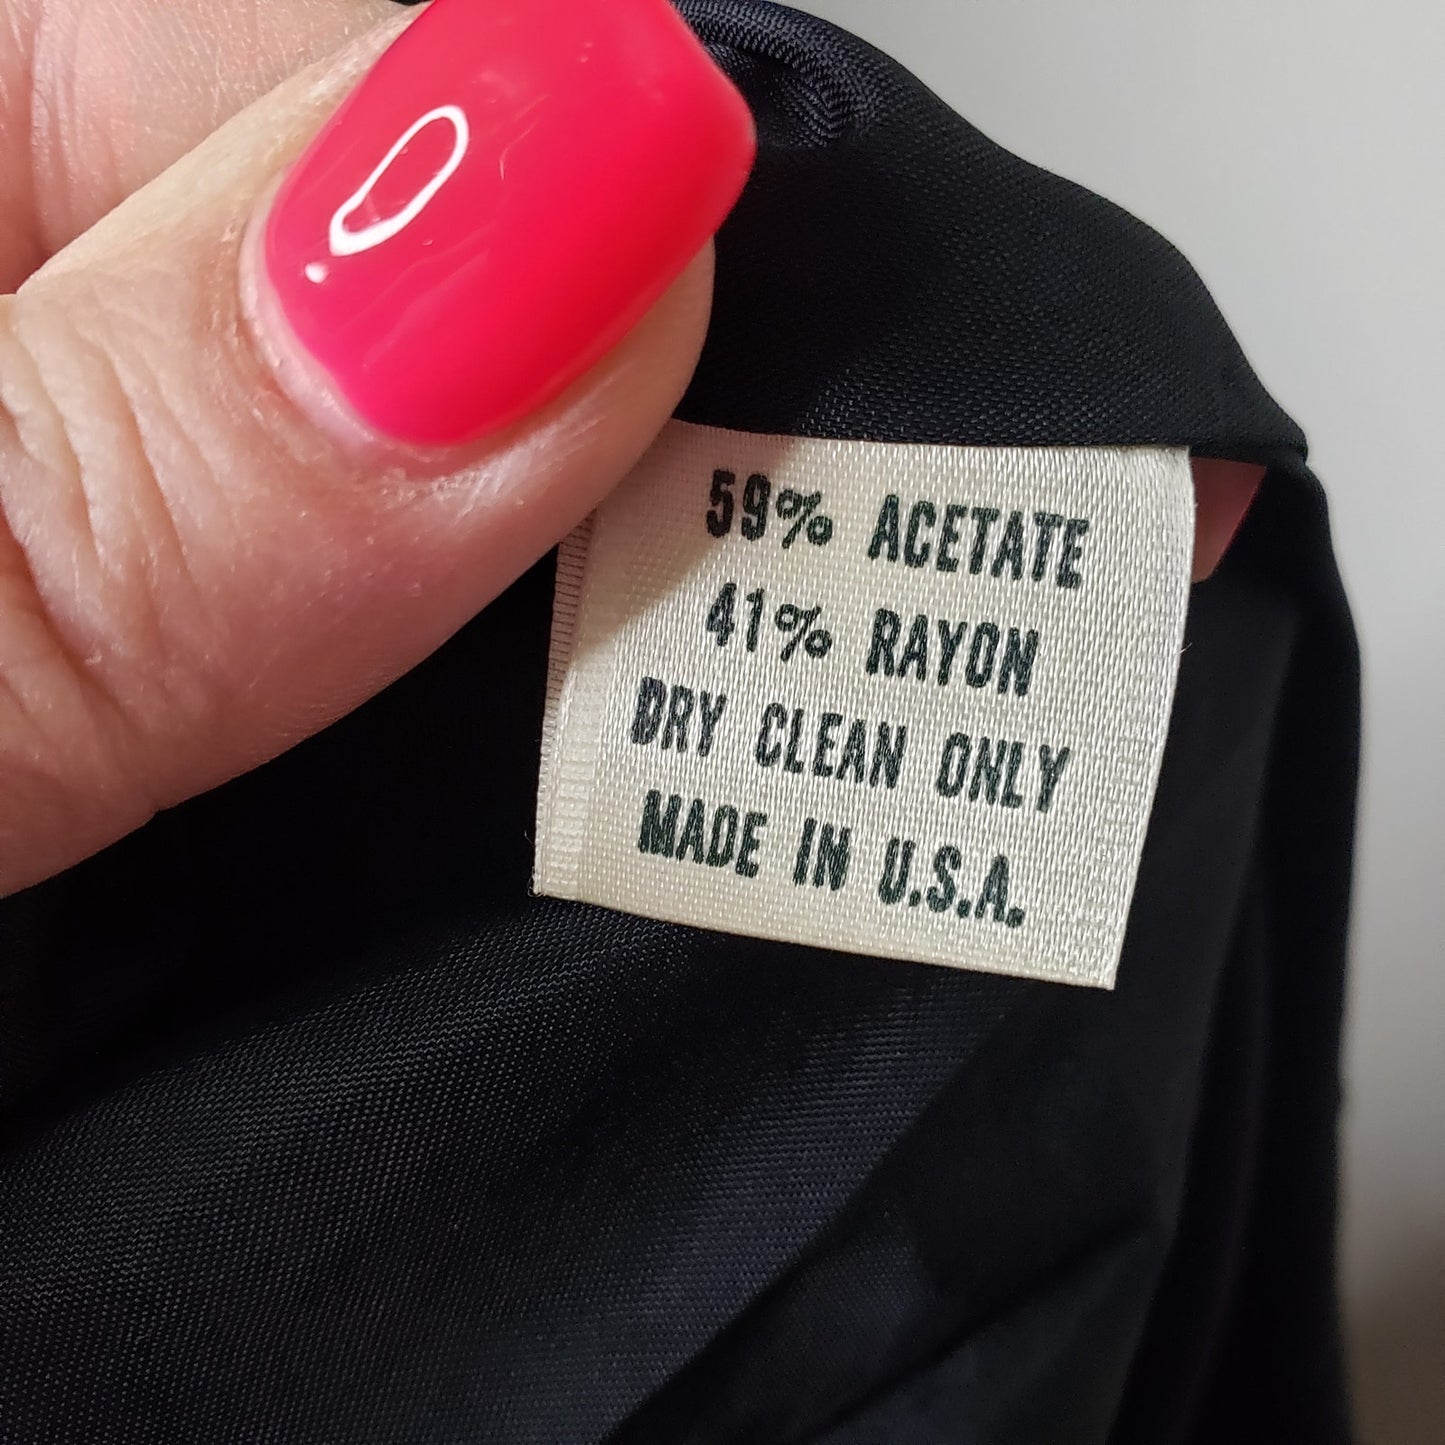 59% ACETATE
41% RAYON
DRY CLEAN ONLY
MADE IN U.S.A.